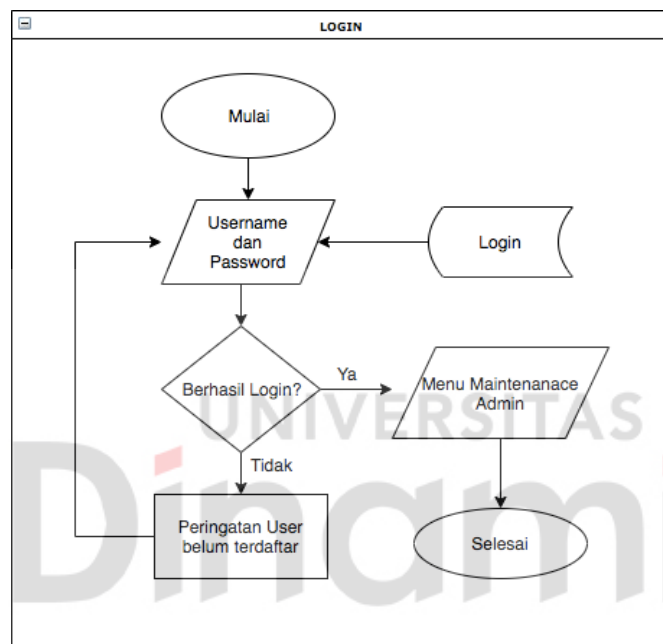 LOGIN
Mulai
Username
dan
Password
Login
Berhasil Login?
Ya
Menu Maintenanace
Admin
Tidak
Peringatan User
belum terdaftar
Selesai
UNIVERSITAS
Dinam